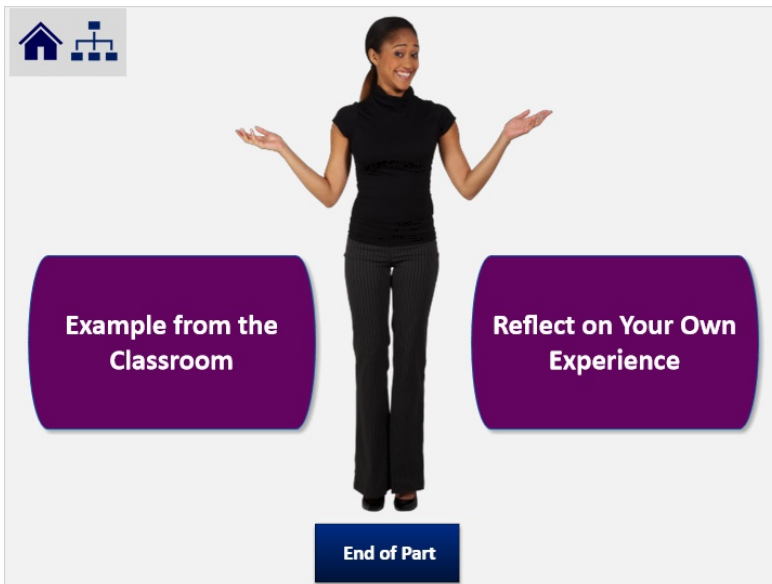 Example from the
Classroom
Reflect on Your Own
Experience
End of Part